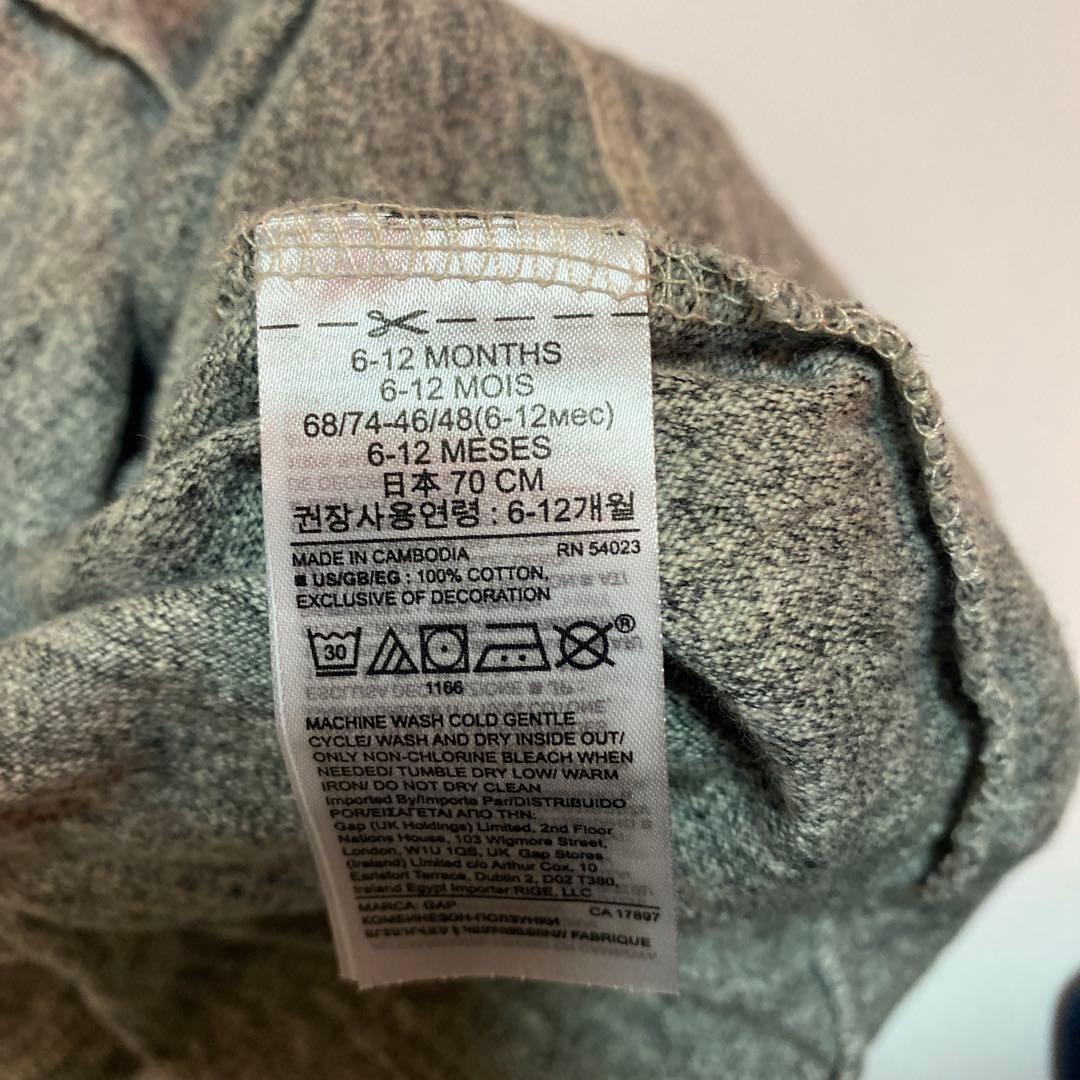 6-12 MONTHS
6-12 MOIS
68/74-46/48(6-12мес)
6-12 MESES
日本 70 CM
권장사용연령 : 6-12개월
MADE IN CAMBODIA RN 54023
■ US/GB/EG : 100% COTTON,
EXCLUSIVE OF DECORATION
30
®
1166
MACHINE WASH COLD GENTLE
CYCLE/ WASH AND DRY INSIDE OUT/
ONLY NON-CHLORINE BLEACH WHEN
NEEDED/ TUMBLE DRY LOW/ WARM
IRON/ DO NOT DRY CLEAN
Imported By/Importe Par/DISTRIBUIDO
POR/ΕΙΣΑΓΕΤΑΙ ΑΠΟ ΤΗΝ:
Gap (UK Holdings) Limited, 2nd Floor
Nations House, 103 Wigmore Street,
London, W1U 1QS, UK Gap Stores
(Ireland) Limited c/o Arthur Cox, 10
Earlsfort Terrace, Dublin 2, D02 T380,
Ireland Egypt Importer:RIGE, LLC
MARCA: GAP CA 17897
КОМБИНЕЗОН-ПОЛЗУНКИ
FABRIQUE